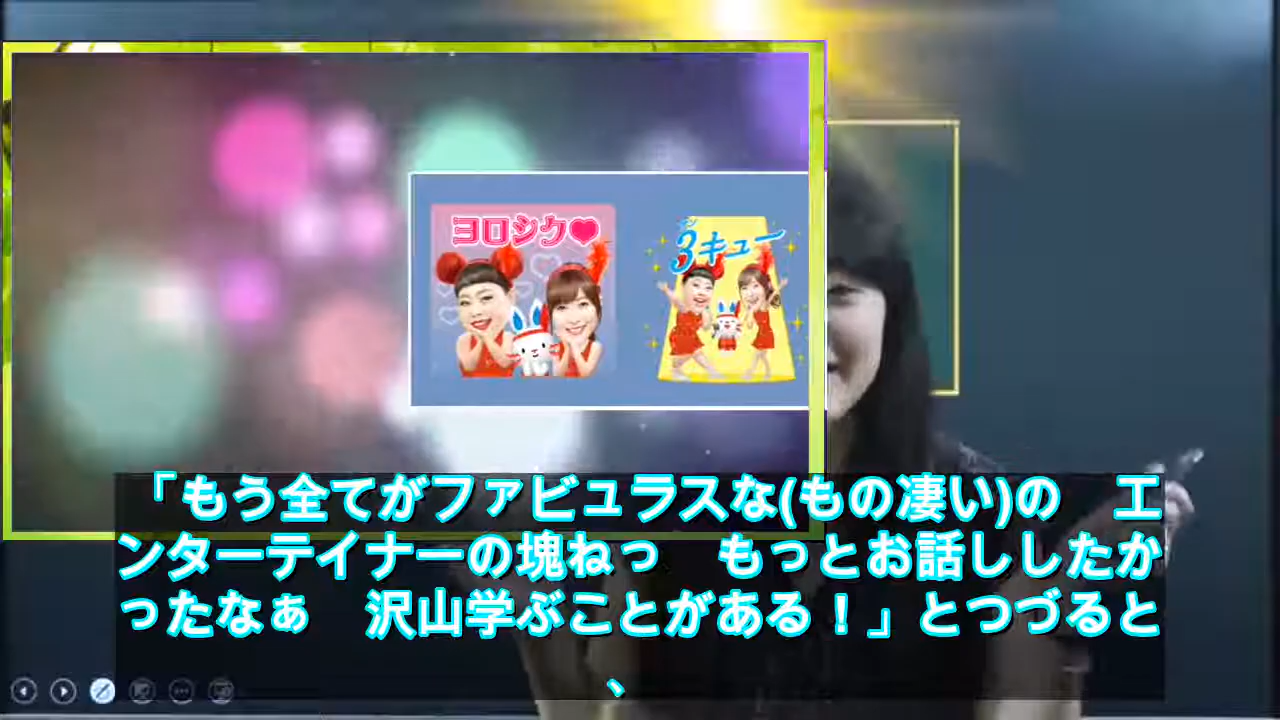 ヨロシク♥
サン
3キュー
「もう全てがファビュラスな(もの凄い)の　エ
ンターテイナーの塊ねっ　もっとお話ししたか
ったなぁ　沢山学ぶことがある！」とつづると
、